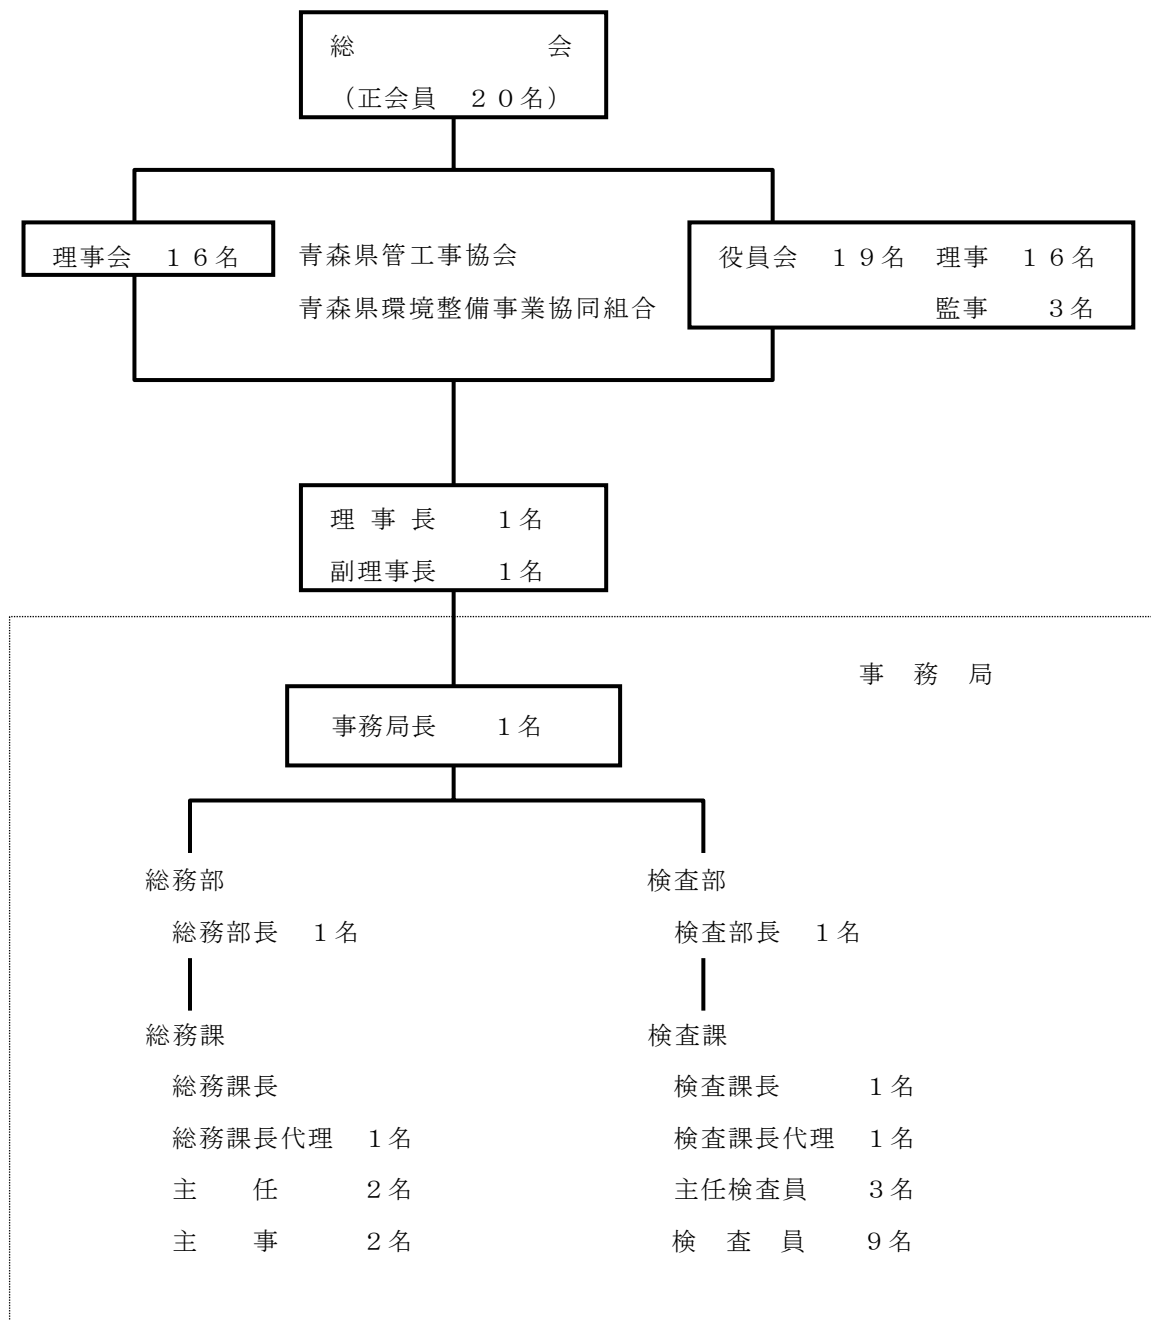 総　　　　会
（正会員　２０名）
理事会　１６名
青森県管工事協会
青森県環境整備事業協同組合
役員会　１９名　理事　１６名
監事　３名
理 事 長　１名
副理事長　１名
事　務　局
事務局長　１名
総務部
総務部長　１名
総務課
総務課長
総務課長代理　１名
主　　任　２名
主　　事　２名
検査部
検査部長　１名
検査課
検査課長　１名
検査課長代理　１名
主任検査員　３名
検　査　員　９名